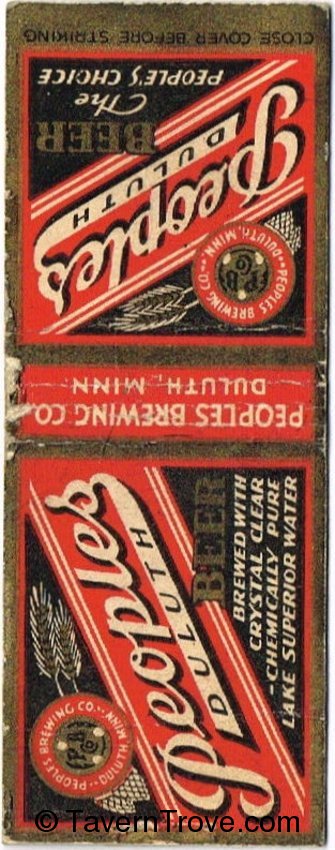 CLOSE COVER BEFORE STRIKING
The
PEOPLE'S CHOICE
BEER
Peoples
DULUTH
PEOPLES BREWING CO.
DULUTH, MINN.
P.B.Co
PEOPLES BREWING CO.
DULUTH, MINN.
Peoples
DULUTH
BEER
BREWED WITH
CRYSTAL CLEAR
-CHEMICALLY PURE
LAKE SUPERIOR WATER
PEOPLES BREWING CO.
DULUTH, MINN.
P.B.Co
© TavernTrove.com